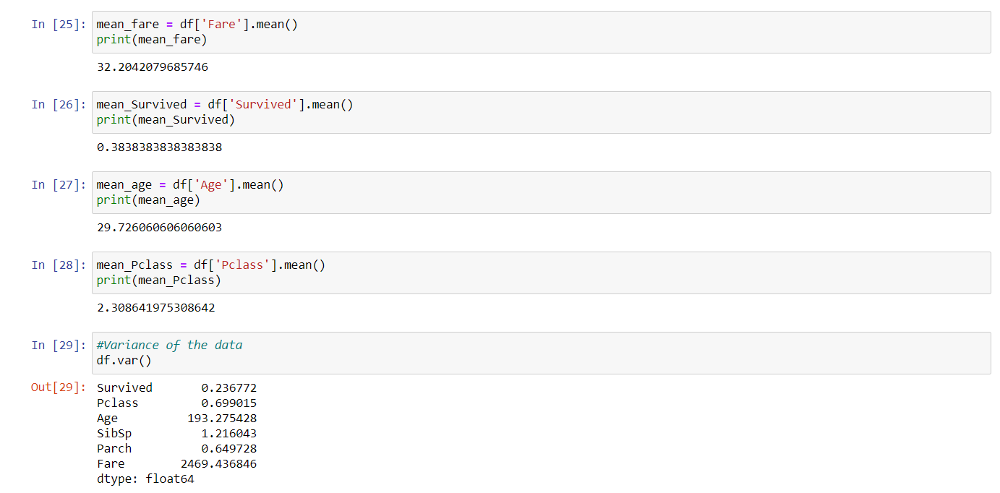 In [25]: mean_fare = df['Fare'].mean()
print(mean_fare)
32.2042079685746
In [26]: mean_Survived = df['Survived'].mean()
print(mean_Survived)
0.3838383838383838
In [27]: mean_age = df['Age'].mean()
print(mean_age)
29.726060606060603
In [28]: mean_Pclass = df['Pclass'].mean()
print(mean_Pclass)
2.308641975308642
In [29]: #Variance of the data
df.var()
Out[29]: Survived 0.236772
Pclass 0.699015
Age 193.275428
SibSp 1.216043
Parch 0.649728
Fare 2469.436846
dtype: float64